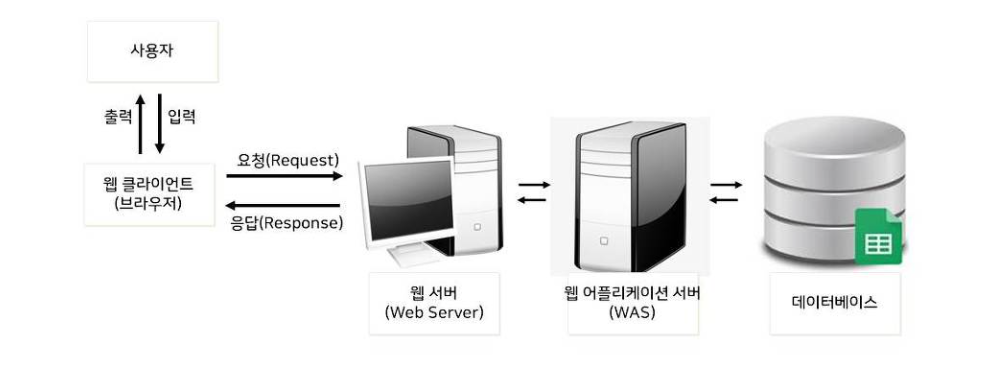 사용자
출력
입력
웹 클라이언트
(브라우저)
요청(Request)
응답(Response)
웹 서버
(Web Server)
웹 어플리케이션 서버
(WAS)
데이터베이스